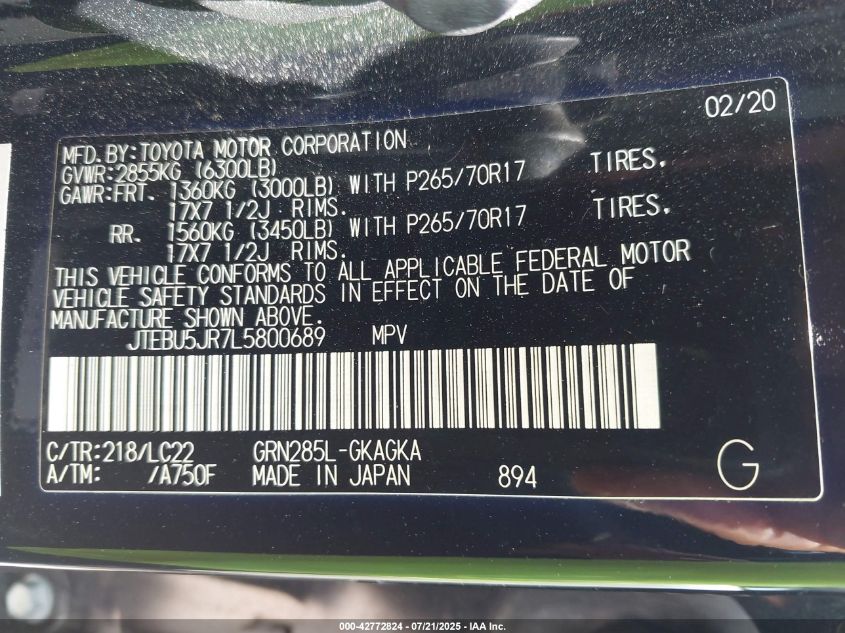 02/20
MFD. BY: TOYOTA MOTOR CORPORATION
GVWR: 2855KG (6300LB)
GAWR: FRT. 1360KG (3000LB) WITH P265/70R17 TIRES.
17X7 1/2J RIMS.
RR. 1560KG (3450LB) WITH P265/70R17 TIRES.
17X7 1/2J RIMS.
THIS VEHICLE CONFORMS TO ALL APPLICABLE FEDERAL MOTOR
VEHICLE SAFETY STANDARDS IN EFFECT ON THE DATE OF
MANUFACTURE SHOWN ABOVE.
JTEBU5JR7L5800689 MPV
C/TR: 218/LC22 GRN285L-GKAGKA
A/TM: /A750F MADE IN JAPAN 894 G
000-42772824 - 07/21/2025 - IAA Inc.